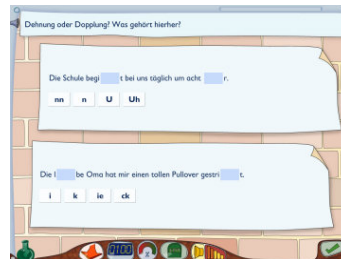 Dehnung oder Dopplung? Was gehört hierher?
Die Schule begi t bei uns täglich um acht r.
nn n U Uh
Die l be Oma hat mir einen tollen Pullover gestri t.
i k ie ck